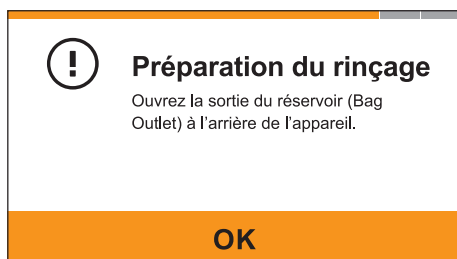 Préparation du rinçage
Ouvrez la sortie du réservoir (Bag
Outlet) à l'arrière de l'appareil.
OK